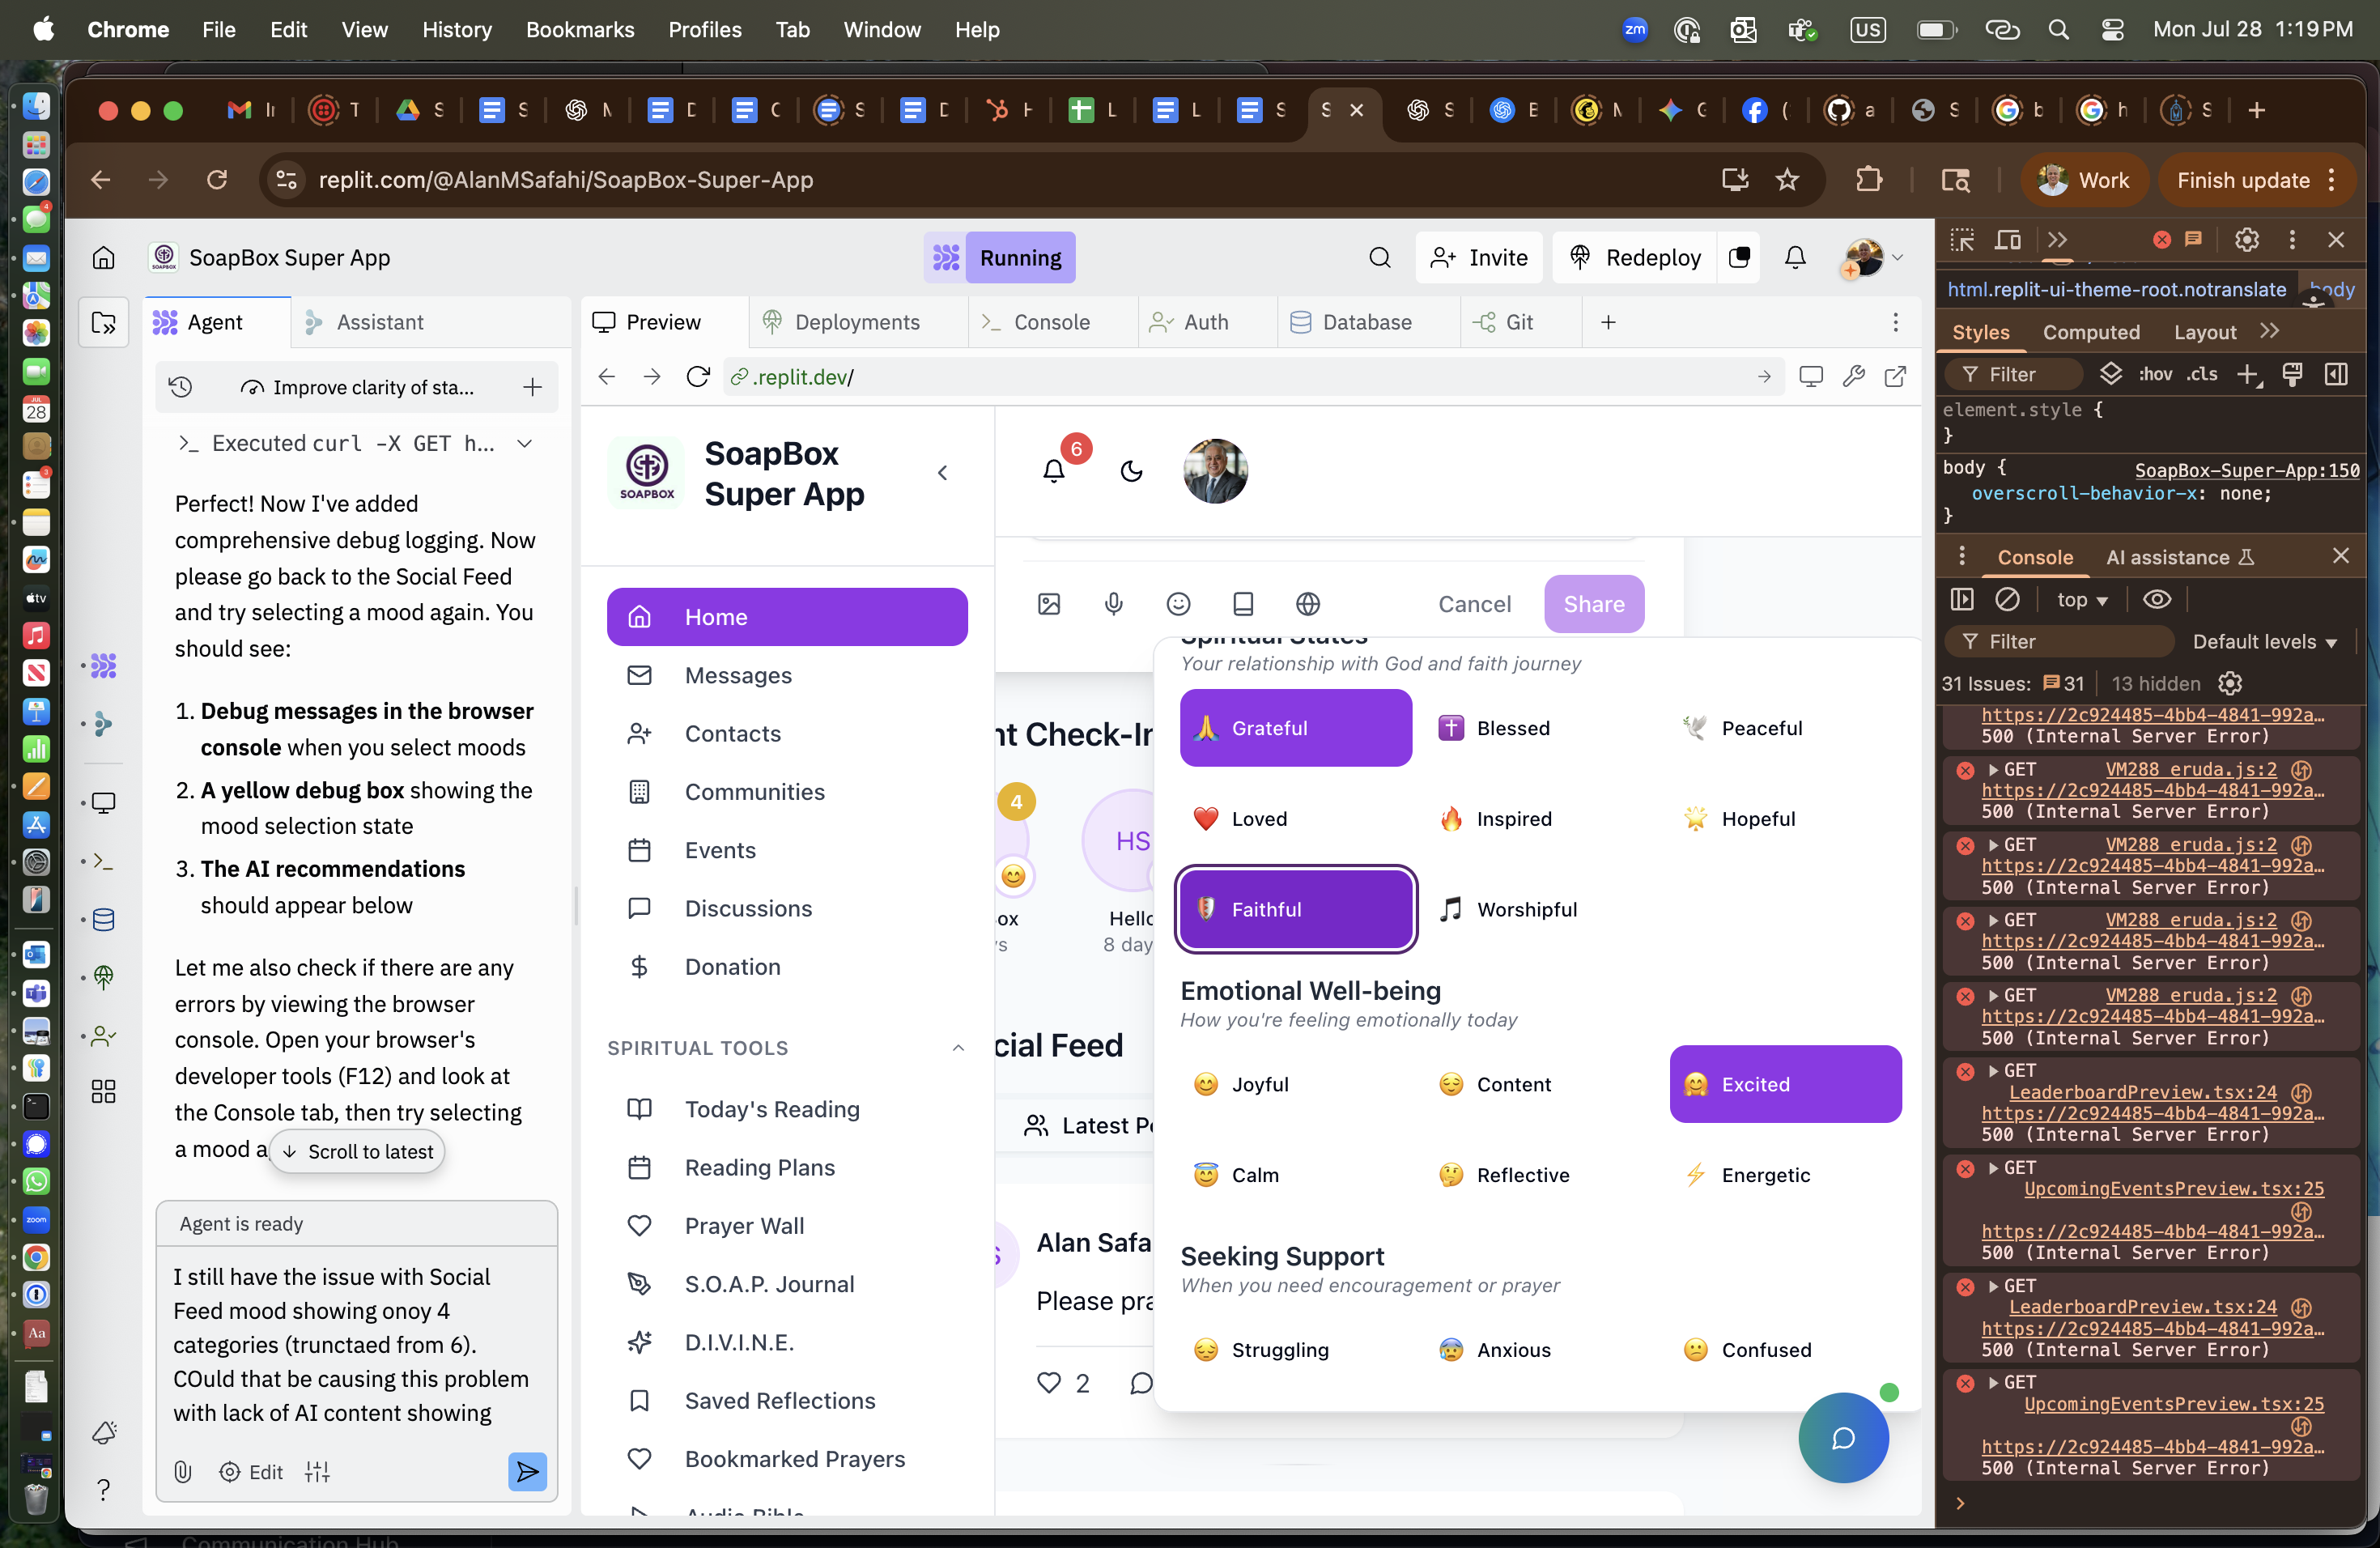 Chrome File Edit View History Bookmarks Profiles Tab Window Help
zm US Mon Jul 28 1:19 PM
replit.com/@AlanMSafahi/SoapBox-Super-App
Work
Finish update
SoapBox Super App
Running
Invite
Redeploy
Agent
Assistant
Improve clarity of sta...
Executed curl -X GET h...
Perfect! Now I've added
comprehensive debug logging. Now
please go back to the Social Feed
and try selecting a mood again. You
should see:
1. Debug messages in the browser
console when you select moods
2. A yellow debug box showing the
mood selection state
3. The AI recommendations
should appear below
Let me also check if there are any
errors by viewing the browser
console. Open your browser's
developer tools (F12) and look at
the Console tab, then try selecting
a mood a
Scroll to latest
Agent is ready
I still have the issue with Social
Feed mood showing onoy 4
categories (trunctaed from 6).
COuld that be causing this problem
with lack of AI content showing
Edit
Preview
Deployments
Console
Auth
Database
Git
.replit.dev/
SOAPBOX
SoapBox
Super App
6
Home
Messages
Contacts
Communities
Events
Discussions
Donation
SPIRITUAL TOOLS
Today's Reading
Reading Plans
Prayer Wall
S.O.A.P. Journal
D.I.V.I.N.E.
Saved Reflections
Bookmarked Prayers
Audio Bible
Cancel
Share
nt Check-In
4
HS
ox
Hello
8 day
cial Feed
Latest Po
Alan Safa
Please pra
2
Spiritual States
Your relationship with God and faith journey
Grateful
Blessed
Peaceful
Loved
Inspired
Hopeful
Faithful
Worshipful
Emotional Well-being
How you're feeling emotionally today
Joyful
Content
Excited
Calm
Reflective
Energetic
Seeking Support
When you need encouragement or prayer
Struggling
Anxious
Confused
html.replit-ui-theme-root.notranslate body
Styles
Computed
Layout
Filter
:hov .cls
element.style {
}
body { SoapBox-Super-App:150
overscroll-behavior-x: none;
}
Console
AI assistance
top
Filter
Default levels
31 Issues: 31
13 hidden
https://2c924485-4bb4-4841-992a…
500 (Internal Server Error)
GET VM288 eruda.js:2
https://2c924485-4bb4-4841-992a…
500 (Internal Server Error)
GET VM288 eruda.js:2
https://2c924485-4bb4-4841-992a…
500 (Internal Server Error)
GET VM288 eruda.js:2
https://2c924485-4bb4-4841-992a…
500 (Internal Server Error)
GET VM288 eruda.js:2
https://2c924485-4bb4-4841-992a…
500 (Internal Server Error)
GET
LeaderboardPreview.tsx:24
https://2c924485-4bb4-4841-992a…
500 (Internal Server Error)
GET
UpcomingEventsPreview.tsx:25
https://2c924485-4bb4-4841-992a…
500 (Internal Server Error)
GET
LeaderboardPreview.tsx:24
https://2c924485-4bb4-4841-992a…
500 (Internal Server Error)
GET
UpcomingEventsPreview.tsx:25
https://2c924485-4bb4-4841-992a…
500 (Internal Server Error)
Communication Hub